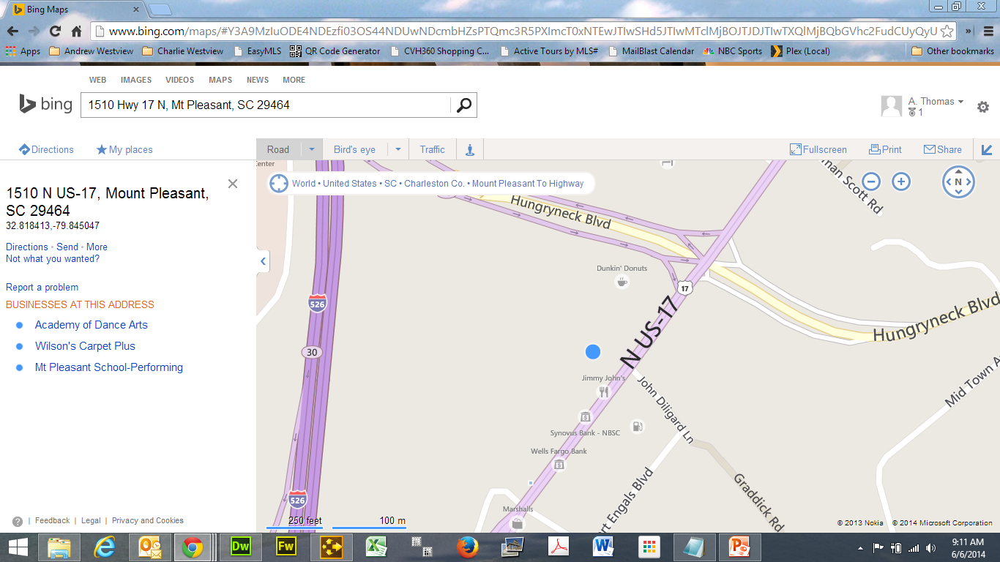 Bing Maps
www.bing.com/maps/#Y3A9MzIuODE4NDEzfi03OS44NDUwNDcmbHZsPTQmc3R5PXImcT0xNTEwJTIwSHd5JTIwMTclMjBOJTJDJTIwTXQlMjBQbGVhc2FudCUyQyU
Apps
Andrew Westview
Charlie Westview
EasyMLS
QR Code Generator
CVH360 Shopping C...
Active Tours by MLS#
MailBlast Calendar
NBC Sports
Plex (Local)
Other bookmarks
WEB IMAGES VIDEOS MAPS NEWS MORE
bing
1510 Hwy 17 N, Mt Pleasant, SC 29464
A. Thomas
1
Directions
My places
Road
Bird's eye
Traffic
Fullscreen
Print
Share
1510 N US-17, Mount Pleasant,
SC 29464
32.818413,-79.845047
Directions • Send • More
Not what you wanted?
Report a problem
BUSINESSES AT THIS ADDRESS
Academy of Dance Arts
Wilson's Carpet Plus
Mt Pleasant School-Performing
? | Feedback | Legal | Privacy and Cookies
enter
World • United States • SC • Charleston Co. • Mount Pleasant To Highway
man Scott Rd
N
Hungryneck Blvd
Dunkin' Donuts
17
526
N US-17
Hungryneck Blvd
30
Jimmy John's
John Diligard Ln
Mid Town A
Synovus Bank - NBSC
Wells Fargo Bank
rt Engals Blvd
Graddick Rd
526
Marshalls
250 feet
100 m
© 2013 Nokia © 2014 Microsoft Corporation
Dw
Fw
9:11 AM
6/6/2014